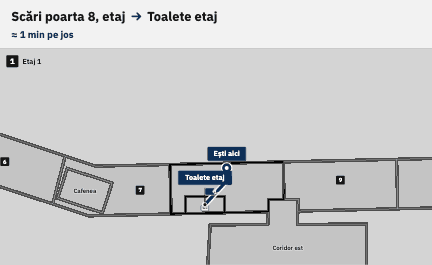 Scări poarta 8, etaj → Toalete etaj
≈ 1 min pe jos
1 Etaj 1
Ești aici
6
Toalete etaj
Cafenea
7
9
Coridor est